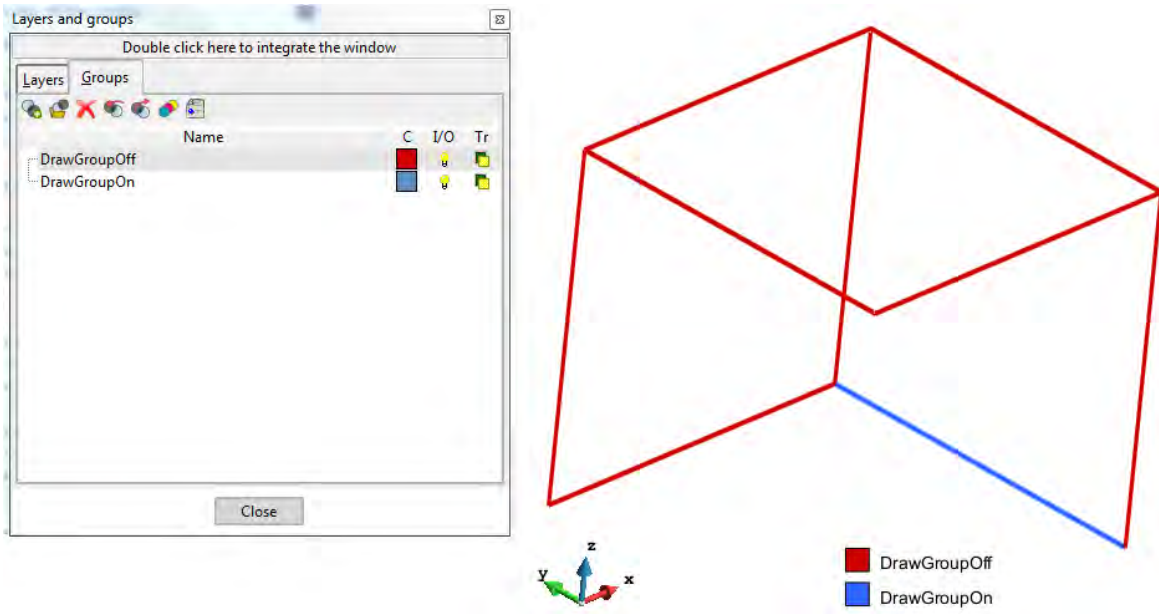 Layers and groups
Double click here to integrate the window
Layers Groups
Name C I/O Tr
DrawGroupOff
DrawGroupOn
Close
z
y x
DrawGroupOff
DrawGroupOn